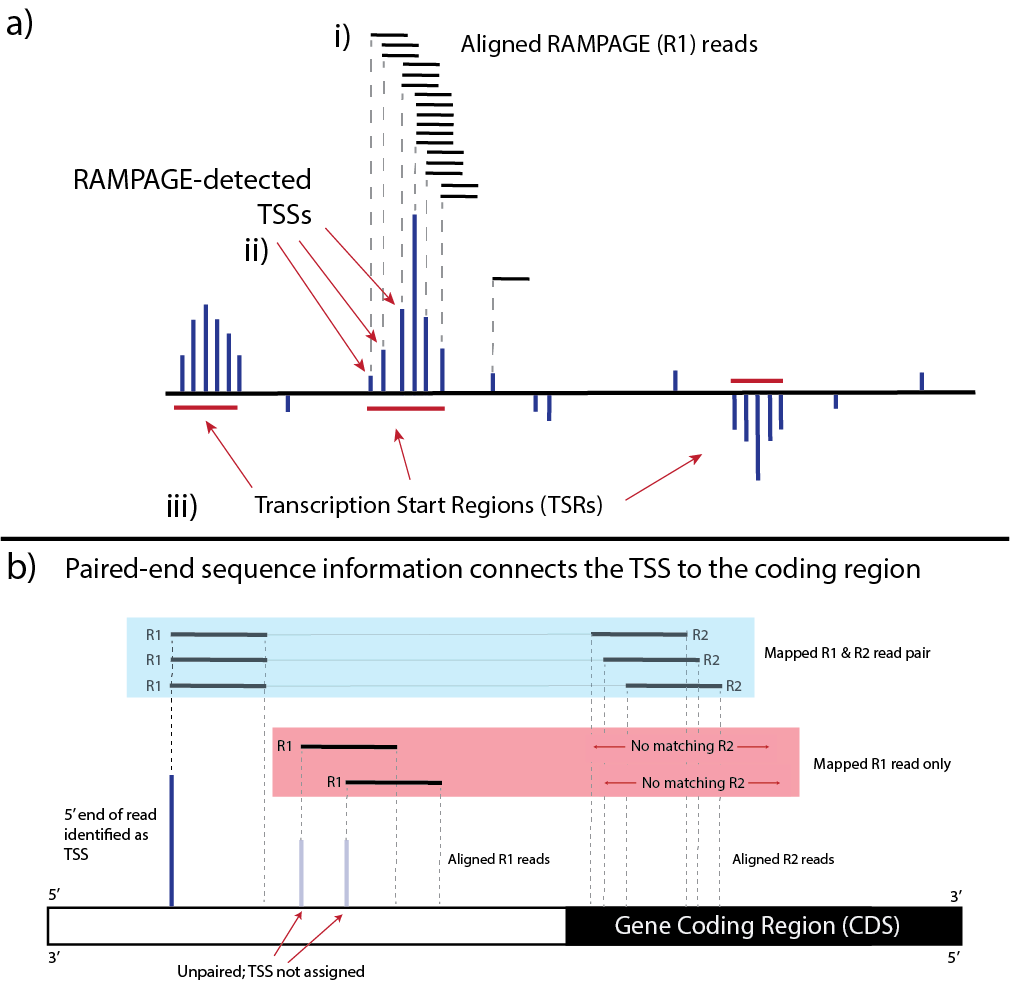 a)
i)
Aligned RAMPAGE (R1) reads
RAMPAGE-detected
TSSs
ii)
iii)
Transcription Start Regions (TSRs)
b)
Paired-end sequence information connects the TSS to the coding region
R1
R2
R1
R2
Mapped R1 & R2 read pair
R1
R2
R1
No matching R2
Mapped R1 read only
R1
No matching R2
5’ end of read
identified as
TSS
Aligned R1 reads
Aligned R2 reads
5’
3’
Gene Coding Region (CDS)
3’
5’
Unpaired; TSS not assigned